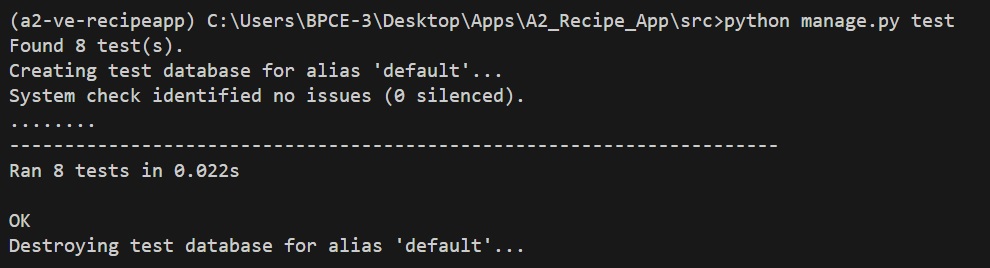 (a2-ve-recipeapp) C:\Users\BPCE-3\Desktop\Apps\A2_Recipe_App\src>python manage.py test
Found 8 test(s).
Creating test database for alias 'default'...
System check identified no issues (0 silenced).
........
----------------------------------------------------------------------
Ran 8 tests in 0.022s

OK
Destroying test database for alias 'default'...